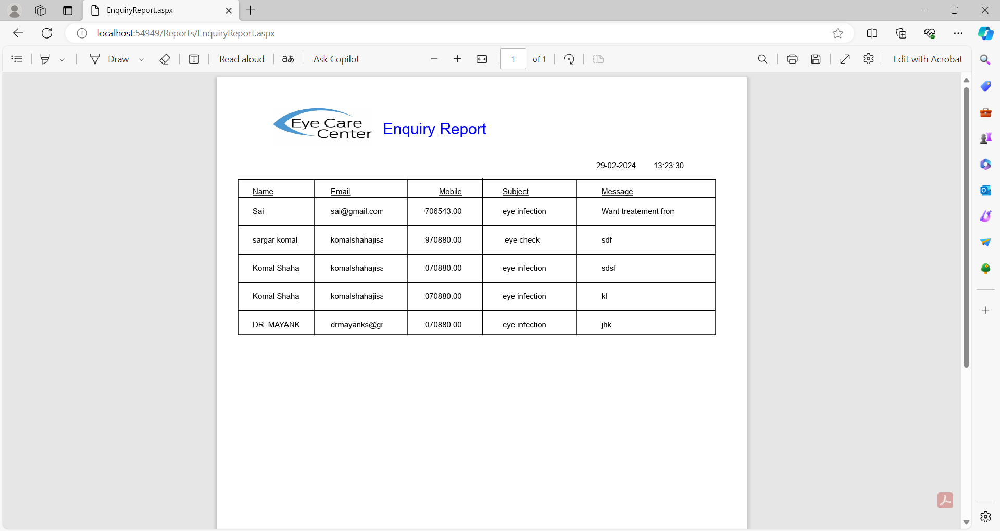 EnquiryReport.aspx
localhost:54949/Reports/EnquiryReport.aspx
Draw Read aloud aあ Ask Copilot 1 of 1 Edit with Acrobat
Eye Care
Center
Enquiry Report
29-02-2024 13:23:30
Name Email Mobile Subject Message
Sai sai@gmail.com 706543.00 eye infection Want treatement from
sargar komal komalshahajisa 970880.00 eye check sdf
Komal Shaha komalshahajisa 070880.00 eye infection sdsf
Komal Shaha komalshahajisa 070880.00 eye infection kl
DR. MAYANK drmayanks@gr 070880.00 eye infection jhk